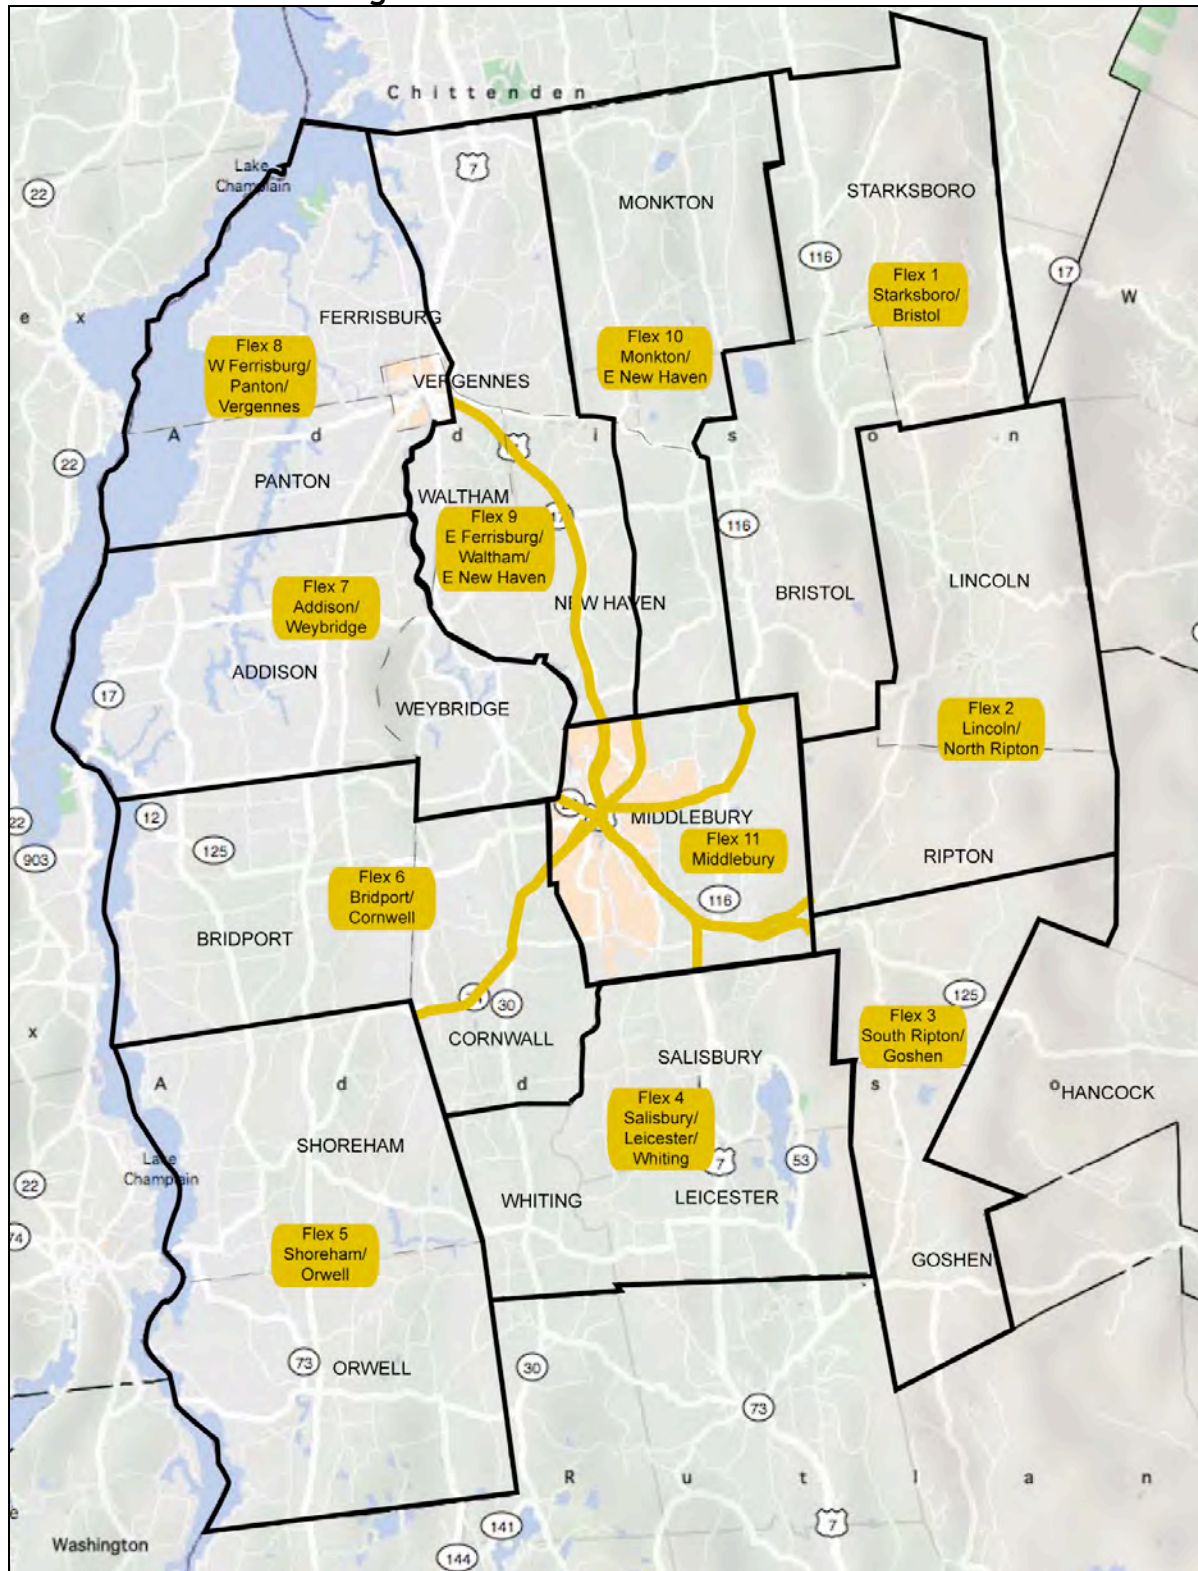 g
Chittenden
7
Lake
Champlain
22
MONKTON
STARKSBORO
116
17
W
Flex 1
Starksboro/
Bristol
e x
FERRISBURG
Flex 8
W Ferrisburg/
Panton/
Vergennes
Flex 10
Monkton/
E New Haven
VERGENNES
A d d i s o n
22
PANTON
WALTHAM
17
116
Flex 9
E Ferrisburg/
Waltham/
E New Haven
Flex 7
Addison/
Weybridge
NEW HAVEN
BRISTOL
LINCOLN
ADDISON
17
WEYBRIDGE
Flex 2
Lincoln/
North Ripton
22
12
903
125
MIDDLEBURY
Flex 11
Middlebury
RIPTON
Flex 6
Bridport/
Cornwell
116
BRIDPORT
30
125
x
Flex 3
South Ripton/
Goshen
CORNWALL
SALISBURY
A d d i s o
HANCOCK
Flex 4
Salisbury/
Leicester/
Whiting
SHOREHAM
Lake
Champlain
22
7
53
WHITING
LEICESTER
74
Flex 5
Shoreham/
Orwell
GOSHEN
73
ORWELL
30
73
R u t l a n
e
Washington
141
7
144